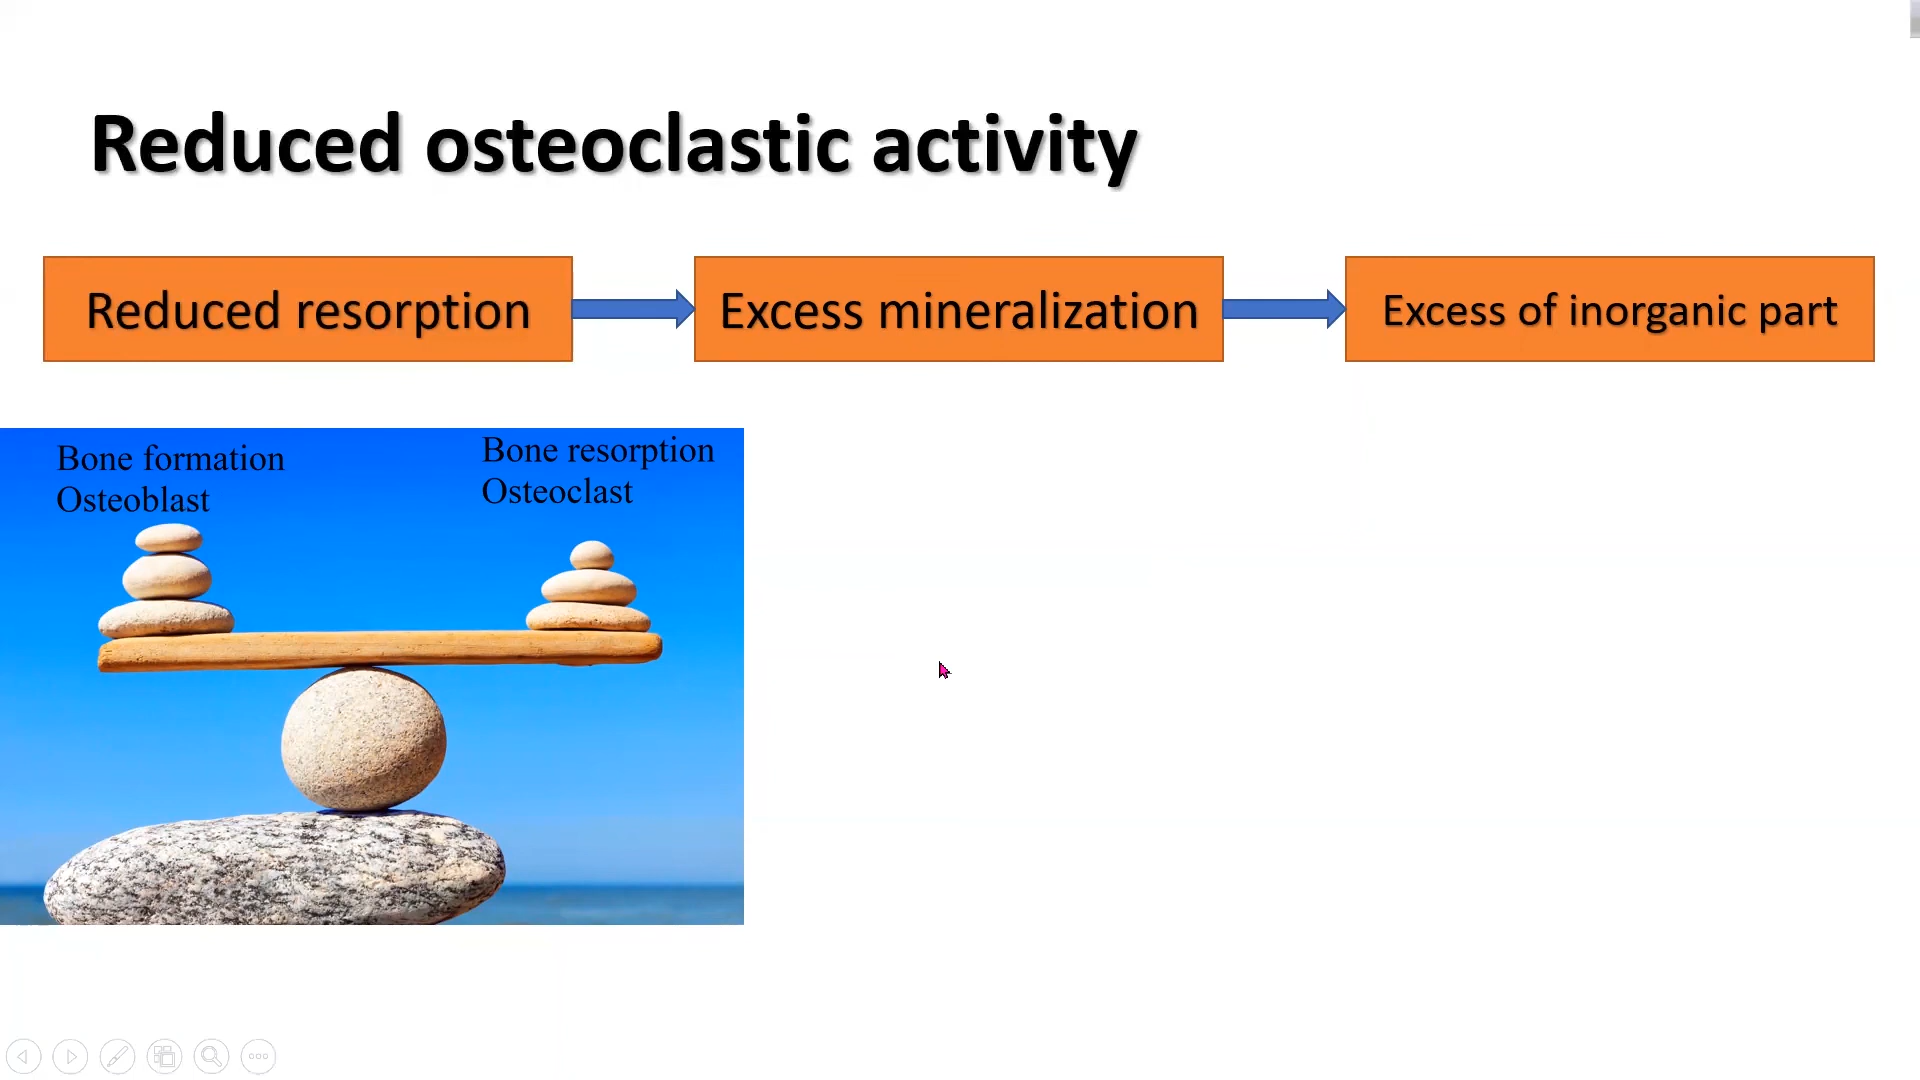 Reduced osteoclastic activity
Reduced resorption
Excess mineralization
Excess of inorganic part
Bone formation
Osteoblast
Bone resorption
Osteoclast